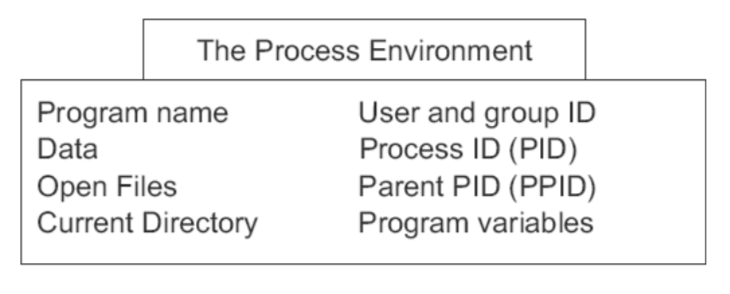 The Process Environment
Program name
Data
Open Files
Current Directory
User and group ID
Process ID (PID)
Parent PID (PPID)
Program variables